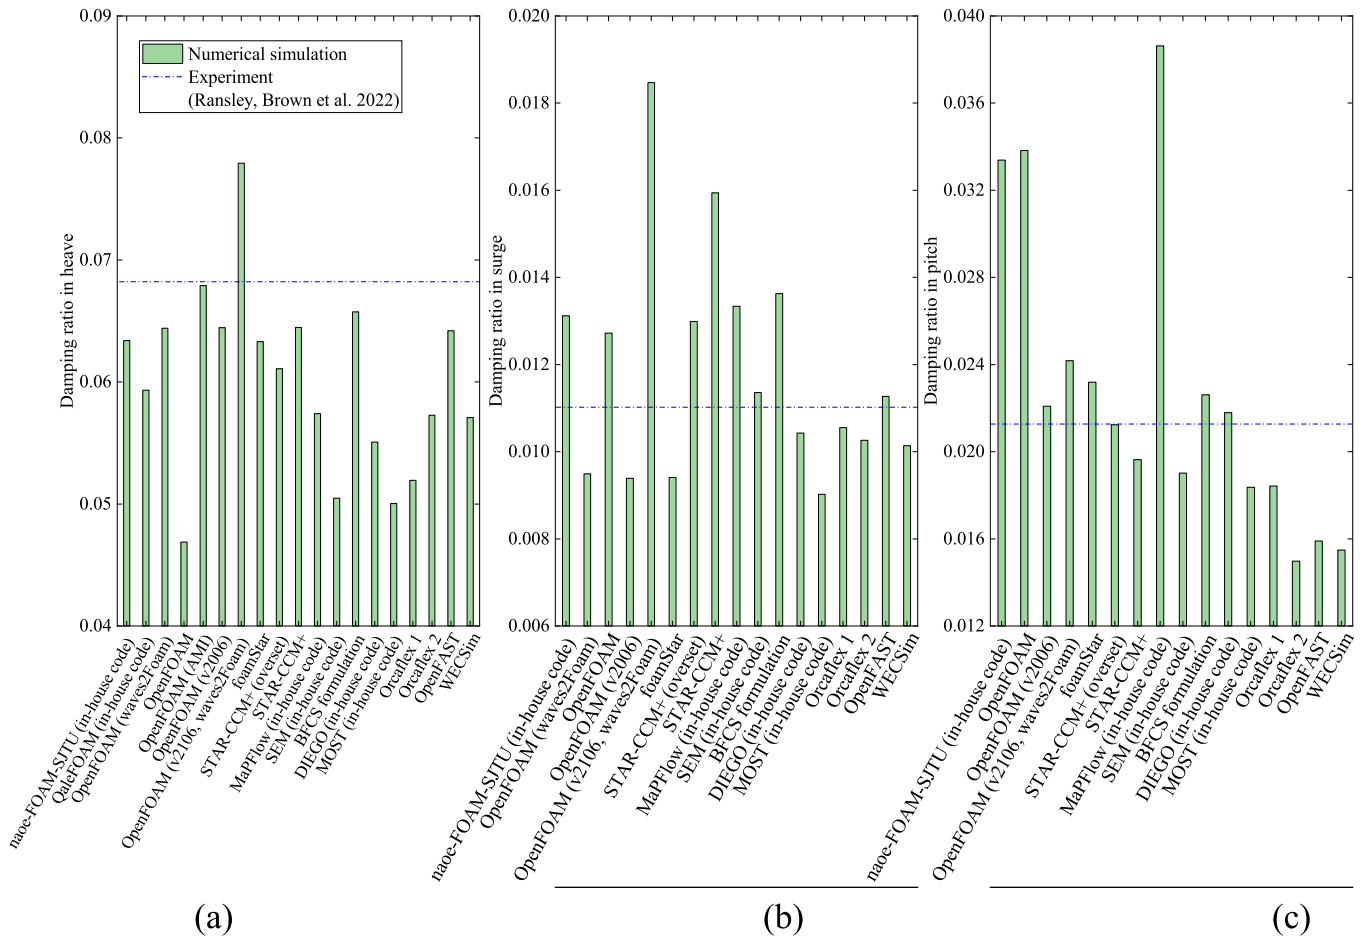 0.09
0.08
0.07
0.06
0.05
0.04
Damping ratio in heave
Numerical simulation
Experiment
(Ransley, Brown et al. 2022)
naoe-FOAM-SJTU (in-house code)
QaleFOAM (in-house code)
OpenFOAM (waves2Foam)
OpenFOAM
OpenFOAM (AMI)
OpenFOAM (v2006)
OpenFOAM (v2106, waves2Foam)
foamStar
STAR-CCM+ (overset)
STAR-CCM+
MaPFlow (in-house code)
SEM (in-house code)
BFCS formulation
DIEGO (in-house code)
MOST (in-house code)
Orcaflex 1
Orcaflex 2
OpenFAST
WECSim
(a)
0.020
0.018
0.016
0.014
0.012
0.010
0.008
0.006
Damping ratio in surge
naoe-FOAM-SJTU (in-house code)
OpenFOAM (waves2Foam)
OpenFOAM
OpenFOAM (v2006)
OpenFOAM (v2106, waves2Foam)
foamStar
STAR-CCM+ (overset)
STAR-CCM+
MaPFlow (in-house code)
SEM (in-house code)
BFCS formulation
DIEGO (in-house code)
MOST (in-house code)
Orcaflex 1
Orcaflex 2
OpenFAST
WECSim
(b)
0.040
0.036
0.032
0.028
0.024
0.020
0.016
0.012
Damping ratio in pitch
naoe-FOAM-SJTU (in-house code)
OpenFOAM
OpenFOAM (v2006)
OpenFOAM (v2106, waves2Foam)
foamStar
STAR-CCM+ (overset)
STAR-CCM+
MaPFlow (in-house code)
SEM (in-house code)
BFCS formulation
DIEGO (in-house code)
MOST (in-house code)
Orcaflex 1
Orcaflex 2
OpenFAST
WECSim
(c)